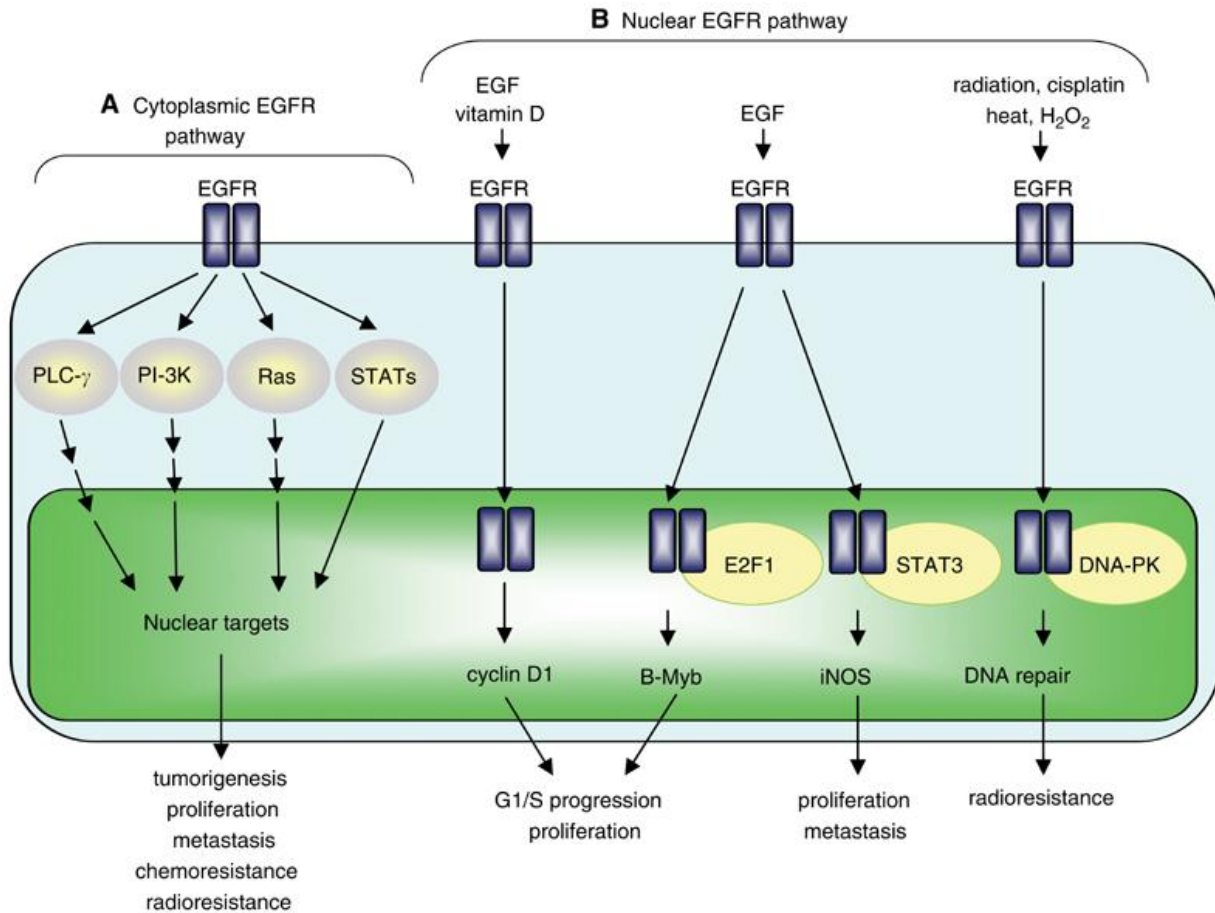 B Nuclear EGFR pathway
A Cytoplasmic EGFR
pathway
EGF
vitamin D
EGF
radiation, cisplatin
heat, H₂O₂
EGFR
EGFR
EGFR
EGFR
PLC-γ
PI-3K
Ras
STATs
E2F1
STAT3
DNA-PK
Nuclear targets
cyclin D1
B-Myb
iNOS
DNA repair
tumorigenesis
proliferation
metastasis
chemoresistance
radioresistance
G1/S progression
proliferation
proliferation
metastasis
radioresistance